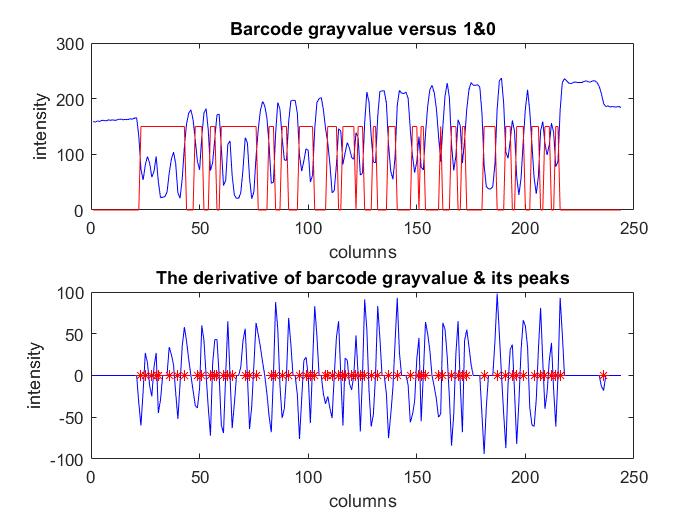 Barcode grayvalue versus 1&0
300
200
100
0
intensity
0 50 100 150 200 250
columns
The derivative of barcode grayvalue & its peaks
100
50
0
-50
-100
intensity
0 50 100 150 200 250
columns